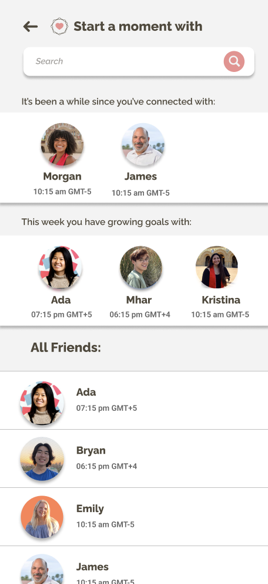 Start a moment with
Search
It's been a while since you've connected with:
Morgan James
10:15 am GMT-5 10:15 am GMT-5
This week you have growing goals with:
Ada Mhar Kristina
07:15 pm GMT+5 06:15 pm GMT+4 10:15 am GMT-5
All Friends:
Ada
07:15 pm GMT+5
Bryan
06:15 pm GMT+4
Emily
10:15 am GMT-5
James
10:15 am GMT-5